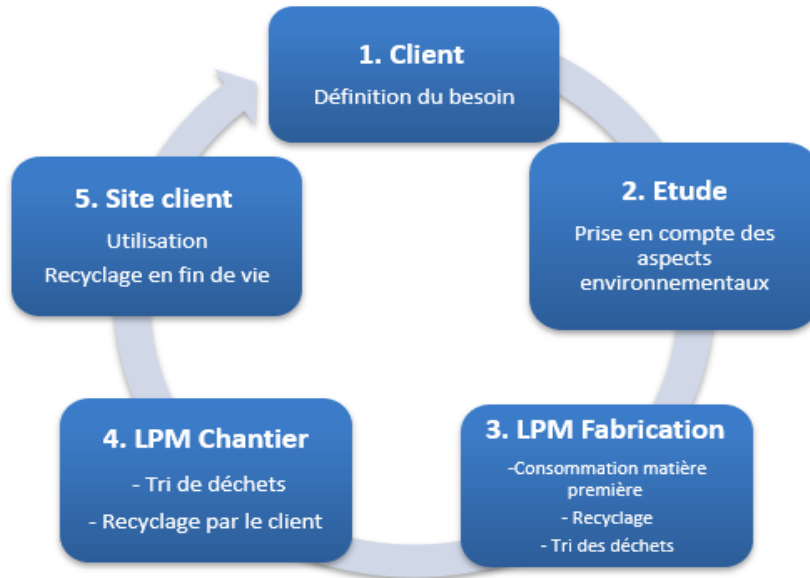 1. Client
Définition du besoin
2. Etude
Prise en compte des
aspects
environnementaux
3. LPM Fabrication
-Consommation matière
première
- Recyclage
- Tri des déchets
4. LPM Chantier
- Tri de déchets
- Recyclage par le client
5. Site client
Utilisation
Recyclage en fin de vie